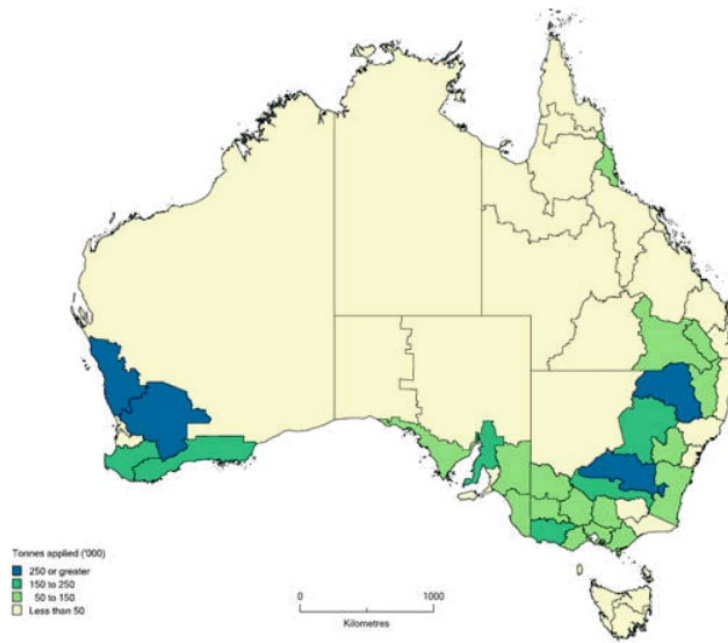 Tonnes applied ('000)
250 or greater
150 to 250
50 to 150
Less than 50
0 1000
Kilometres